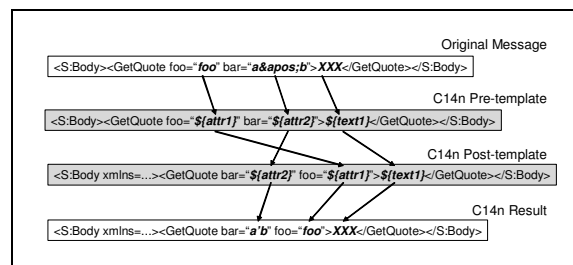 Original Message
<S:Body><GetQuote foo=“foo” bar=“a&apos;b”>XXX</GetQuote></S:Body>
C14n Pre-template
<S:Body><GetQuote foo=“${attr1}” bar=“${attr2}”>${text1}</GetQuote></S:Body>
C14n Post-template
<S:Body xmlns=...><GetQuote bar=“${attr2}” foo=“${attr1}”>${text1}</GetQuote></S:Body>
C14n Result
<S:Body xmlns=...><GetQuote bar=“a’b” foo=“foo”>XXX</GetQuote></S:Body>